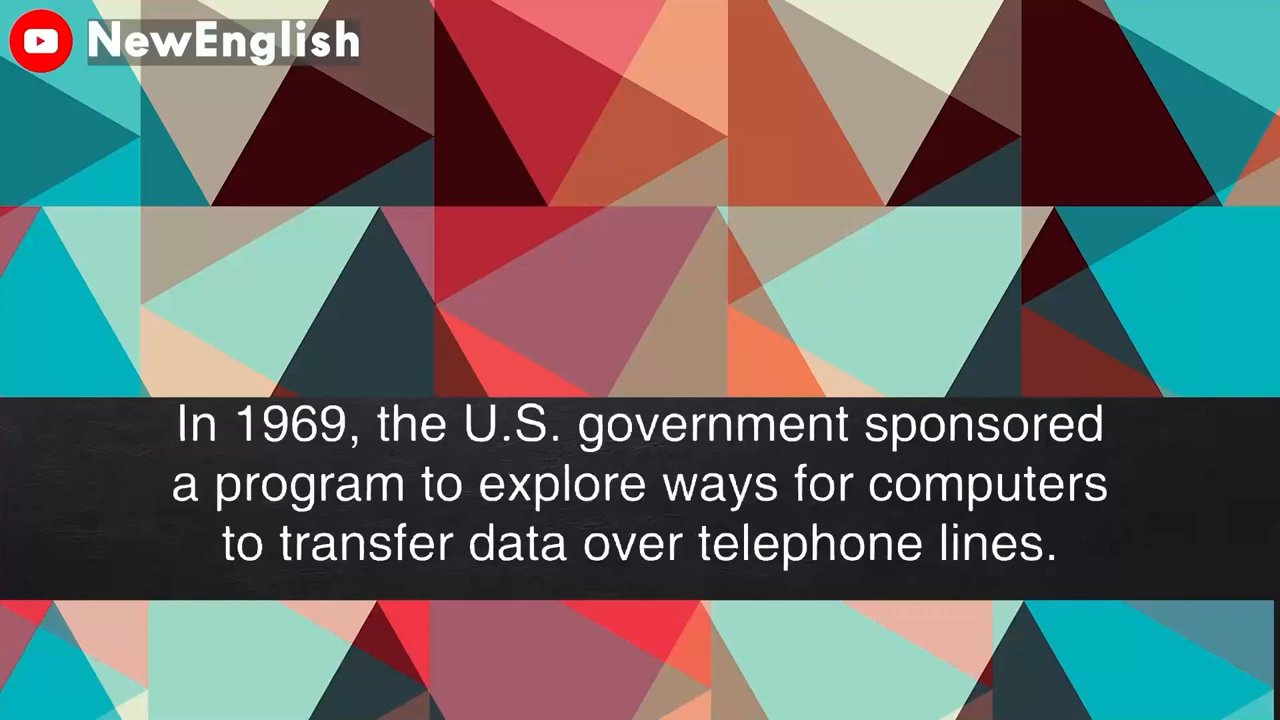 NewEnglish
In 1969, the U.S. government sponsored
a program to explore ways for computers
to transfer data over telephone lines.